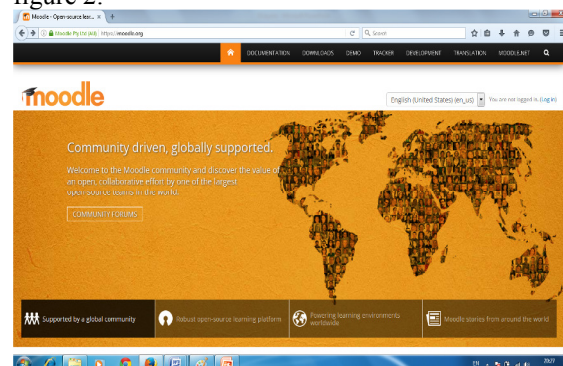 figure 2.
Moodle - Open-source lear... × +
Moodle Pty Ltd (AU) https://moodle.org
Search
DOCUMENTATION DOWNLOADS DEMO TRACKER DEVELOPMENT TRANSLATION MOODLE.NET
moodle
English (United States) (en_us) You are not logged in. (Log in)
Community driven, globally supported.
Welcome to the Moodle community and discover the value of
an open, collaborative effort by one of the largest
open-source teams in the world.
COMMUNITY FORUMS
Supported by a global community
Robust open-source learning platform
Powering learning environments
worldwide
Moodle stories from around the world
EN